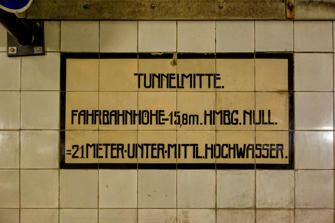 TUNNELMITTE.
FAHRBAHNHÖHE-15,8m.HMBG.NULL.
=21 METER·UNTER·MITTL.HOCHWASSER.